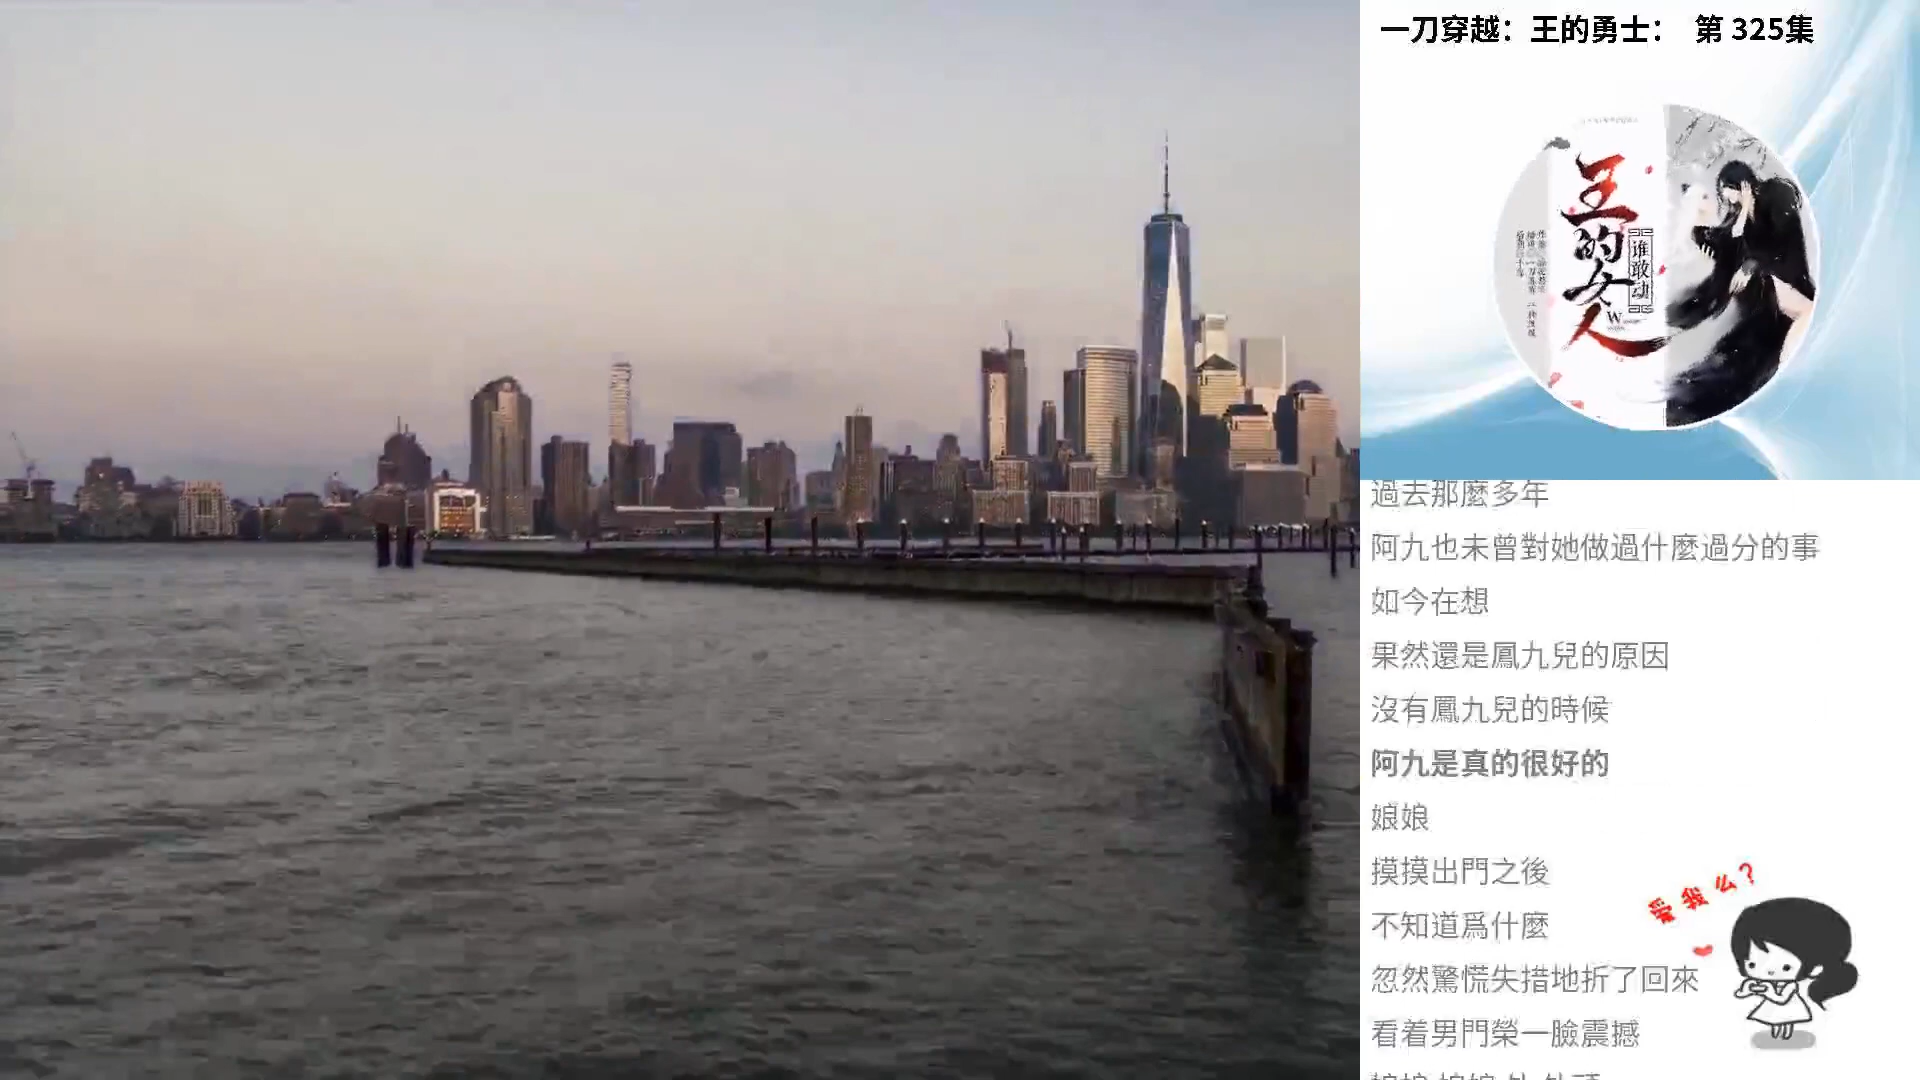 一刀穿越：王的勇士： 第 325集
王的女人
谁敢动
W
過去那麼多年
阿九也未曾對她做過什麼過分的事
如今在想
果然還是鳳九兒的原因
沒有鳳九兒的時候
阿九是真的很好的
娘娘
摸摸出門之後
不知道爲什麼
忽然驚慌失措地折了回來
看着男門榮一臉震撼
爱我么？